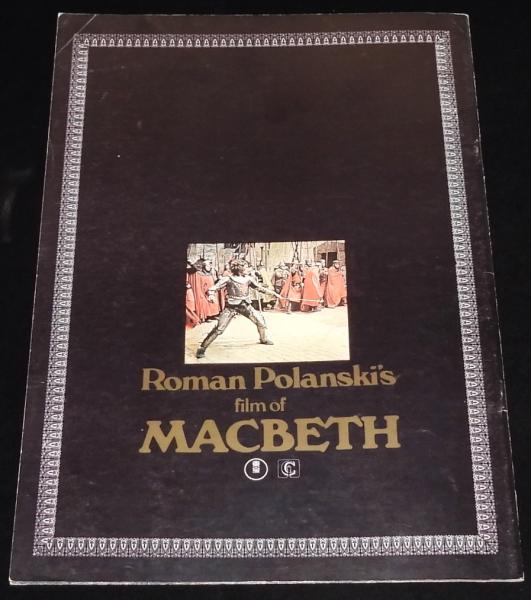 Roman Polanski's
film of
MACBETH